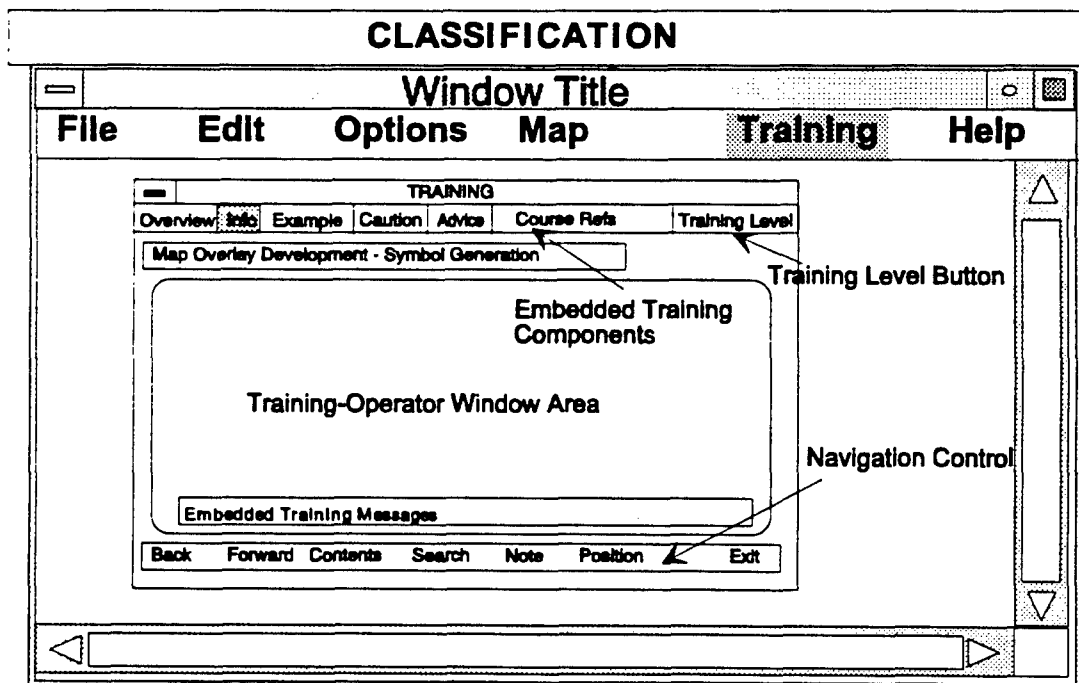 CLASSIFICATION
Window Title
File Edit Options Map Training Help
TRAINING
Overview Info Example Caution Advice Course Refs Training Level
Map Overlay Development - Symbol Generation
Training Level Button
Embedded Training
Components
Training-Operator Window Area
Navigation Control
Embedded Training Messages
Back Forward Contents Search Note Position Exit